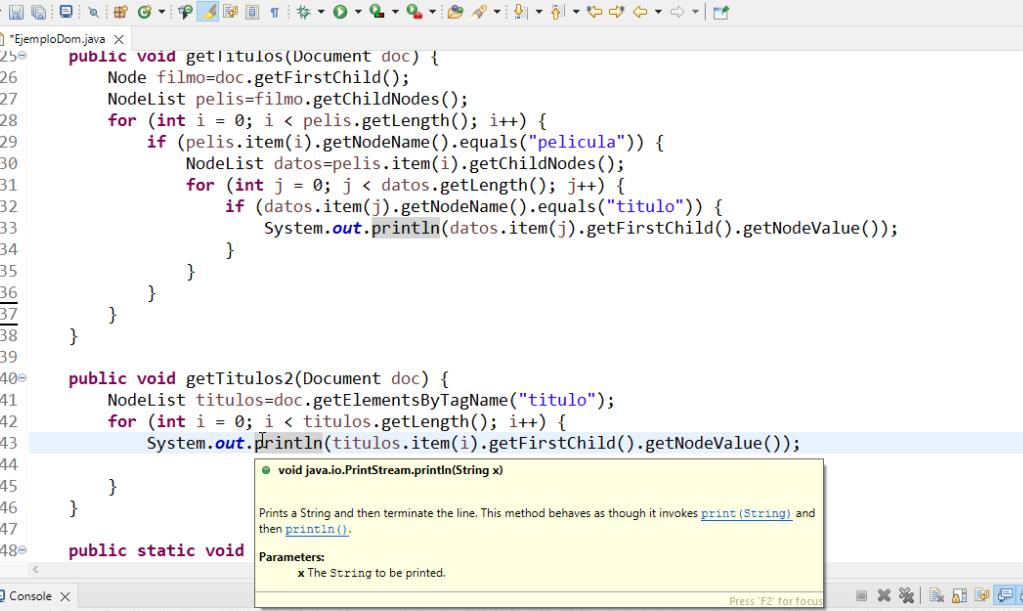 *EjemploDom.java
25 public void getTitulos(Document doc) {
26 Node filmo=doc.getFirstChild();
27 NodeList pelis=filmo.getChildNodes();
28 for (int i = 0; i < pelis.getLength(); i++) {
29 if (pelis.item(i).getNodeName().equals("pelicula")) {
30 NodeList datos=pelis.item(i).getChildNodes();
31 for (int j = 0; j < datos.getLength(); j++) {
32 if (datos.item(j).getNodeName().equals("titulo")) {
33 System.out.println(datos.item(j).getFirstChild().getNodeValue());
34 }
35 }
36 }
37 }
38 }
39
40 public void getTitulos2(Document doc) {
41 NodeList titulos=doc.getElementsByTagName("titulo");
42 for (int i = 0; i < titulos.getLength(); i++) {
43 System.out.println(titulos.item(i).getFirstChild().getNodeValue());
44
45 }
46 }
47
48 public static void
void java.io.PrintStream.println(String x)
Prints a String and then terminate the line. This method behaves as though it invokes print(String) and
then println().
Parameters:
x The String to be printed.
Press 'F2' for focus
Console